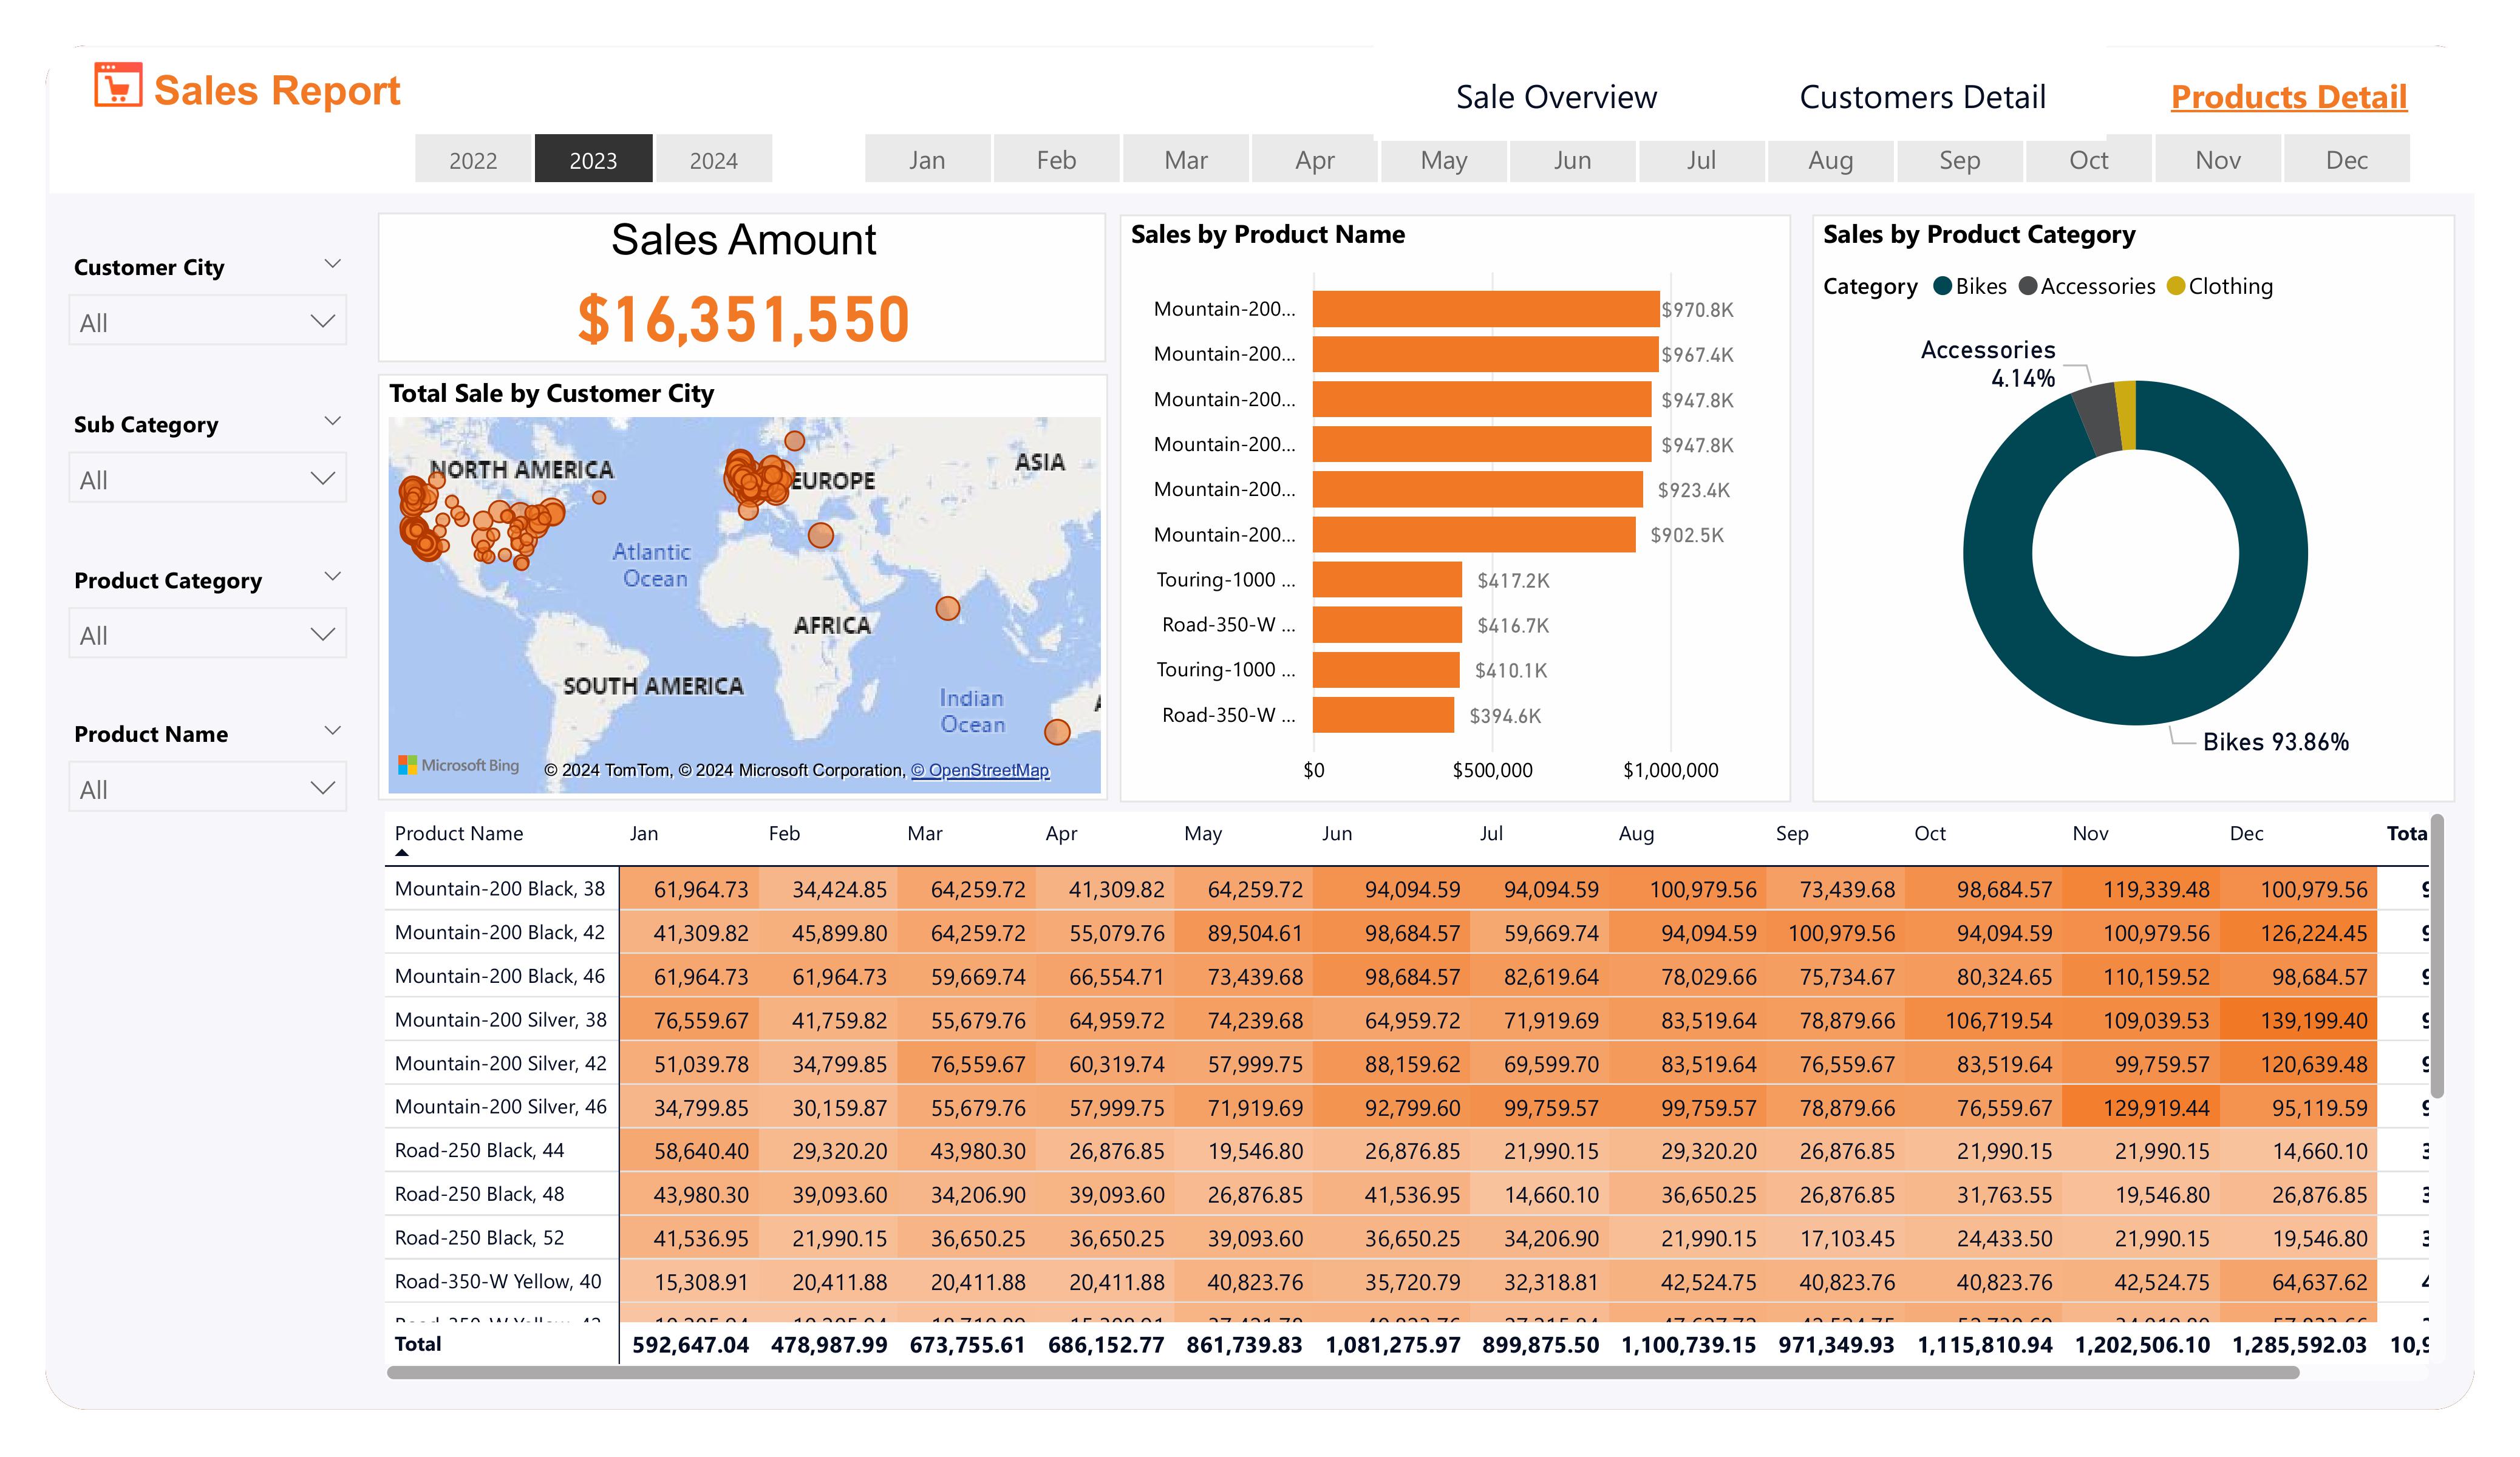 Sales Report
Sale Overview
Customers Detail
Products Detail
2022 2023 2024
Jan Feb Mar Apr May Jun Jul Aug Sep Oct Nov Dec
Customer City
All
Sub Category
All
Product Category
All
Product Name
All
Sales Amount
$16,351,550
Total Sale by Customer City
NORTH AMERICA
EUROPE
ASIA
Atlantic
Ocean
AFRICA
SOUTH AMERICA
Indian
Ocean
Microsoft Bing
© 2024 TomTom, © 2024 Microsoft Corporation, © OpenStreetMap
Sales by Product Name
Mountain-200... $970.8K
Mountain-200... $967.4K
Mountain-200... $947.8K
Mountain-200... $947.8K
Mountain-200... $923.4K
Mountain-200... $902.5K
Touring-1000 ... $417.2K
Road-350-W ... $416.7K
Touring-1000 ... $410.1K
Road-350-W ... $394.6K
$0 $500,000 $1,000,000
Sales by Product Category
Category Bikes Accessories Clothing
Accessories
4.14%
Bikes 93.86%
Product Name Jan Feb Mar Apr May Jun Jul Aug Sep Oct Nov Dec Tota
Mountain-200 Black, 38 61,964.73 34,424.85 64,259.72 41,309.82 64,259.72 94,094.59 94,094.59 100,979.56 73,439.68 98,684.57 119,339.48 100,979.56 9
Mountain-200 Black, 42 41,309.82 45,899.80 64,259.72 55,079.76 89,504.61 98,684.57 59,669.74 94,094.59 100,979.56 94,094.59 100,979.56 126,224.45 9
Mountain-200 Black, 46 61,964.73 61,964.73 59,669.74 66,554.71 73,439.68 98,684.57 82,619.64 78,029.66 75,734.67 80,324.65 110,159.52 98,684.57 9
Mountain-200 Silver, 38 76,559.67 41,759.82 55,679.76 64,959.72 74,239.68 64,959.72 71,919.69 83,519.64 78,879.66 106,719.54 109,039.53 139,199.40 9
Mountain-200 Silver, 42 51,039.78 34,799.85 76,559.67 60,319.74 57,999.75 88,159.62 69,599.70 83,519.64 76,559.67 83,519.64 99,759.57 120,639.48 9
Mountain-200 Silver, 46 34,799.85 30,159.87 55,679.76 57,999.75 71,919.69 92,799.60 99,759.57 99,759.57 78,879.66 76,559.67 129,919.44 95,119.59 9
Road-250 Black, 44 58,640.40 29,320.20 43,980.30 26,876.85 19,546.80 26,876.85 21,990.15 29,320.20 26,876.85 21,990.15 21,990.15 14,660.10 3
Road-250 Black, 48 43,980.30 39,093.60 34,206.90 39,093.60 26,876.85 41,536.95 14,660.10 36,650.25 26,876.85 31,763.55 19,546.80 26,876.85 3
Road-250 Black, 52 41,536.95 21,990.15 36,650.25 36,650.25 39,093.60 36,650.25 34,206.90 21,990.15 17,103.45 24,433.50 21,990.15 19,546.80 3
Road-350-W Yellow, 40 15,308.91 20,411.88 20,411.88 20,411.88 40,823.76 35,720.79 32,318.81 42,524.75 40,823.76 40,823.76 42,524.75 64,637.62 4
Total 592,647.04 478,987.99 673,755.61 686,152.77 861,739.83 1,081,275.97 899,875.50 1,100,739.15 971,349.93 1,115,810.94 1,202,506.10 1,285,592.03 10,9